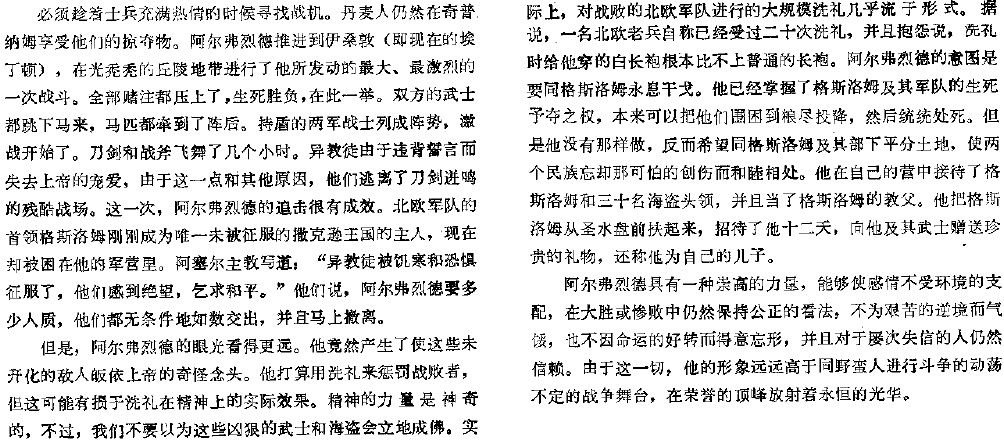 必须趁着士兵充满热情的时候寻找战机。丹麦人仍然在奇普
纳姆享受他们的掠夺物。阿尔弗烈德推进到伊桑敦（即现在的埃
丁顿），在光秃秃的丘陵地带进行了他所发动的最大、最激烈的
一次战斗。全部赌注都压上了，生死胜负，在此一举。双方的武士
都跳下马来，马匹都牵到了阵后。持盾的两军战士列成阵势，激
战开始了。刀剑和战斧飞舞了几个小时。异教徒由于违背誓言而
失去上帝的宠爱，由于这一点和其他原因，他们逃离了刀剑迸鸣
的残酷战场。这一次，阿尔弗烈德的追击很有成效。北欧军队的
首领格斯洛姆刚刚成为唯一未被征服的撒克逊王国的主人，现在
却被困在他的军营里。阿塞尔主教写道：“异教徒被饥寒和恐惧
征服了，他们感到绝望，乞求和平。”他们说，阿尔弗烈德要多
少人质，他们都无条件地如数交出，并且马上撤离。
但是，阿尔弗烈德的眼光看得更远。他竟然产生了使这些未
开化的敌人皈依上帝的奇怪念头。他打算用洗礼来惩罚战败者，
但这可能有损于洗礼在精神上的实际效果。精神的力量是神奇
的，不过，我们不要以为这些凶狠的武士和海盗会立地成佛。实
际上，对战败的北欧军队进行的大规模洗礼几乎流于形式。据
说，一名北欧老兵自称已经受过二十次洗礼，并且抱怨说，洗礼
时给他穿的白长袍根本比不上普通的长袍。阿尔弗烈德的意图是
要同格斯洛姆永息干戈。他已经掌握了格斯洛姆及其军队的生死
予夺之权，本来可以把他们围困到粮尽投降，然后统统处死。但
是他没有那样做，反而希望同格斯洛姆及其部下平分土地，使两
个民族忘却那可怕的创伤而和睦相处。他在自己的营中接待了格
斯洛姆和三十名海盗头领，并且当了格斯洛姆的教父。他把格斯
洛姆从圣水盘前扶起来，招待了他十二天，向他及其武士赠送珍
贵的礼物，还称他为自己的儿子。
阿尔弗烈德具有一种崇高的力量，能够使感情不受环境的支
配，在大胜或惨败中仍然保持公正的看法，不为艰苦的逆境而气
馁，也不因命运的好转而得意忘形，并且对于屡次失信的人仍然
信赖。由于这一切，他的形象远远高于同野蛮人进行斗争的动荡
不定的战争舞台，在荣誉的顶峰放射着永恒的光华。